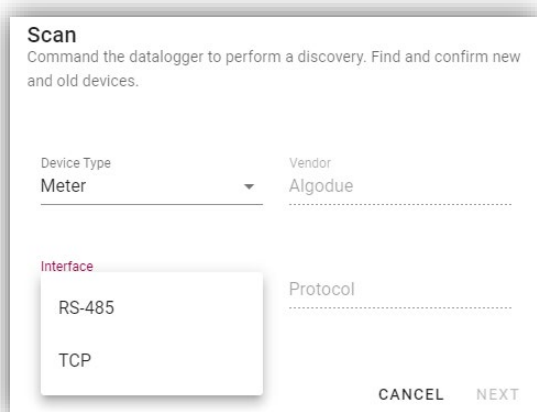 Scan
Command the datalogger to perform a discovery. Find and confirm new
and old devices.
Device Type
Meter
Vendor
Algodue
Interface
RS-485
TCP
Protocol
CANCEL NEXT